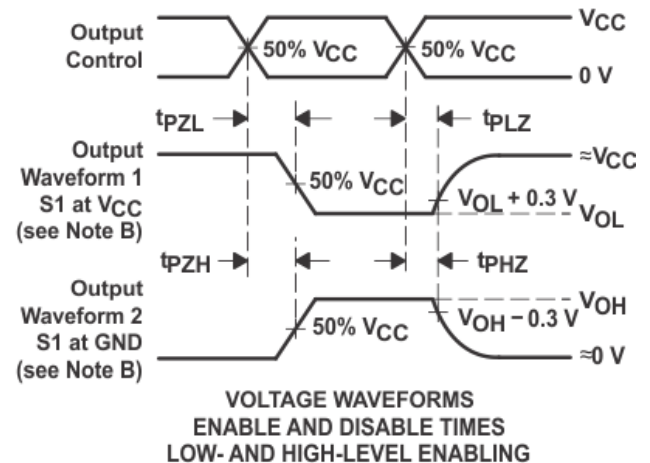 Output
Control
50% VCC
50% VCC
VCC
0 V
tPZL
tPLZ
Output
Waveform 1
S1 at VCC
(see Note B)
50% VCC
≈VCC
VOL + 0.3 V
VOL
tPZH
tPHZ
Output
Waveform 2
S1 at GND
(see Note B)
50% VCC
VOH
VOH − 0.3 V
≈0 V
VOLTAGE WAVEFORMS
ENABLE AND DISABLE TIMES
LOW- AND HIGH-LEVEL ENABLING